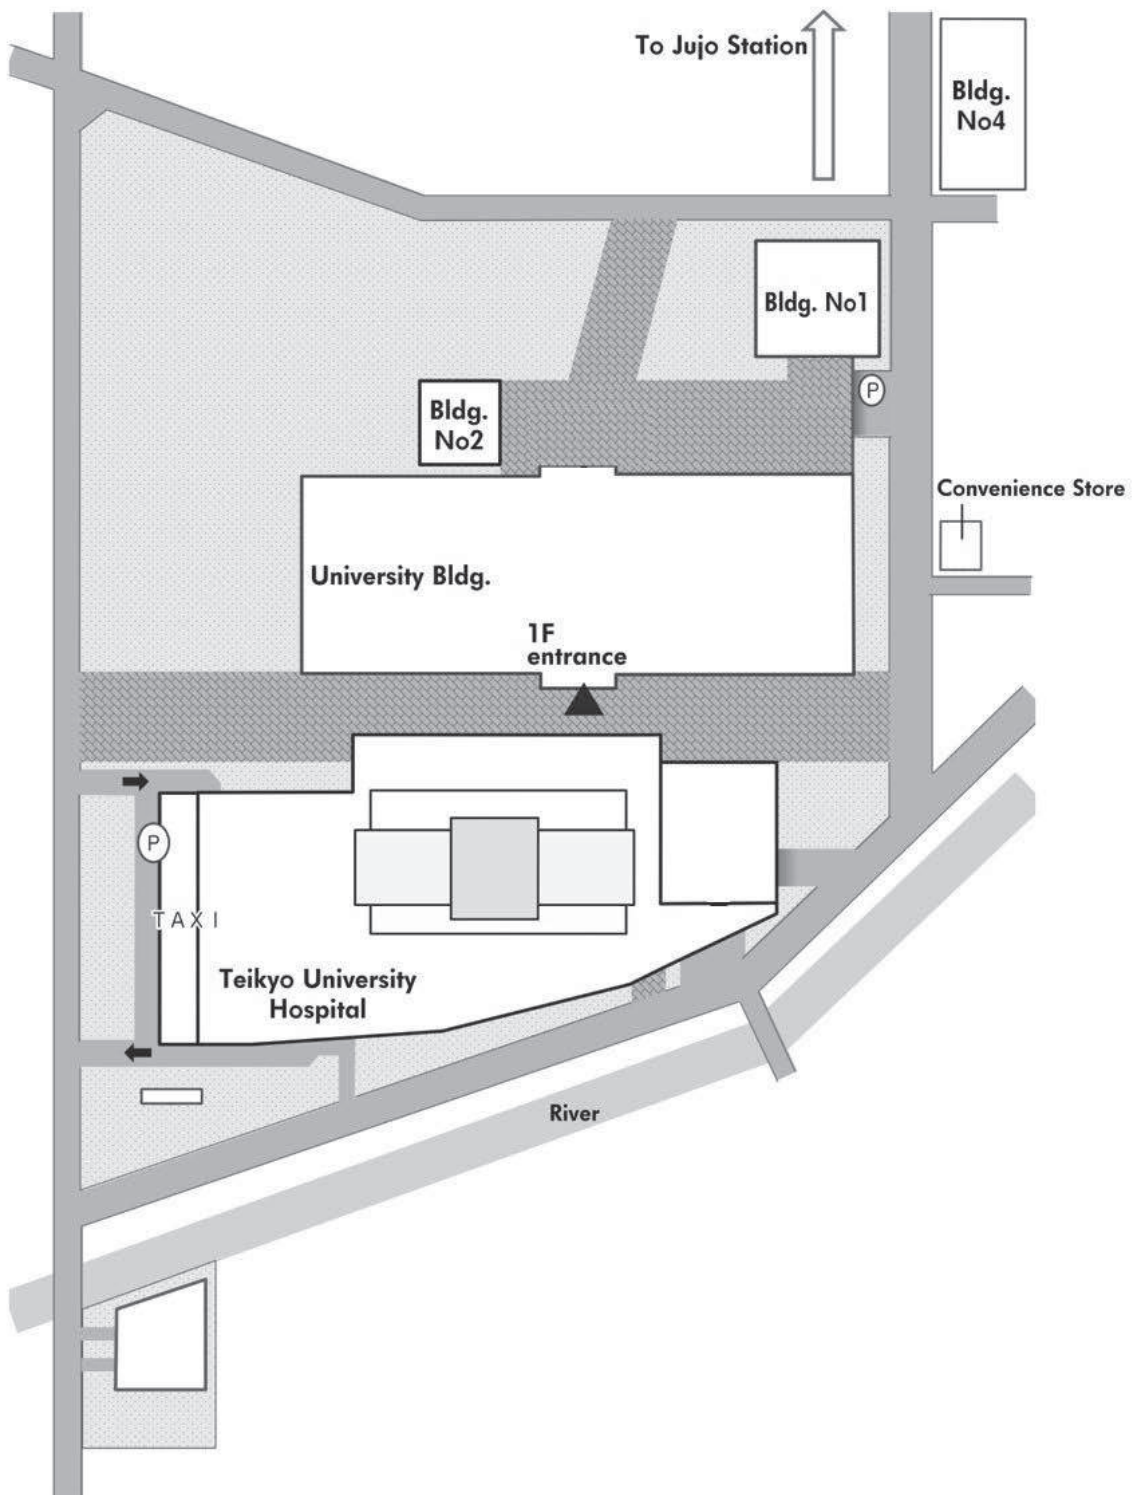 To Jujo Station
Bldg.
No4
Bldg. No1
P
Bldg.
No2
Convenience Store
University Bldg.
1F
entrance
P
TAXI
Teikyo University
Hospital
River